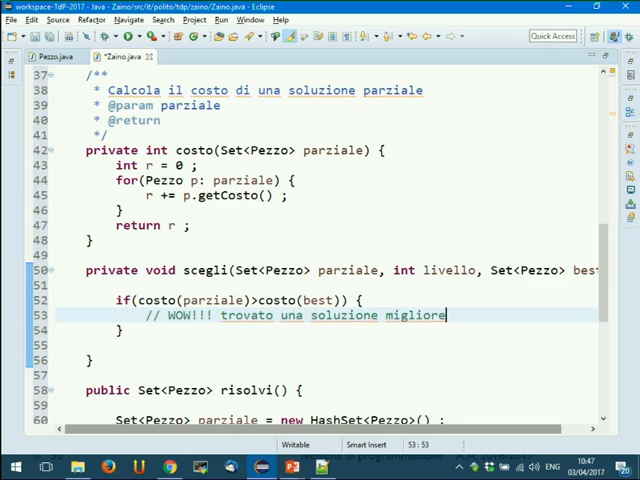 workspace-TdP-2017 - Java - Zaino/src/it/polito/tdp/zaino/Zaino.java - Eclipse
File Edit Source Refactor Navigate Search Project Run Window Help
Quick Access
Pezzo.java *Zaino.java
37 /**
38 * Calcola il costo di una soluzione parziale
39 * @param parziale
40 * @return
41 */
42 private int costo(Set<Pezzo> parziale) {
43 int r = 0 ;
44 for(Pezzo p: parziale) {
45 r += p.getCosto() ;
46 }
47 return r ;
48 }
49
50 private void scegli(Set<Pezzo> parziale, int livello, Set<Pezzo> best
51
52 if(costo(parziale)>costo(best)) {
53 // WOW!!! trovato una soluzione migliore
54 }
55
56 }
57
58 public Set<Pezzo> risolvi() {
59
60 Set<Pezzo> parziale = new HashSet<Pezzo>() ;
Writable Smart Insert 53 : 53
10:47
03/04/2017
20